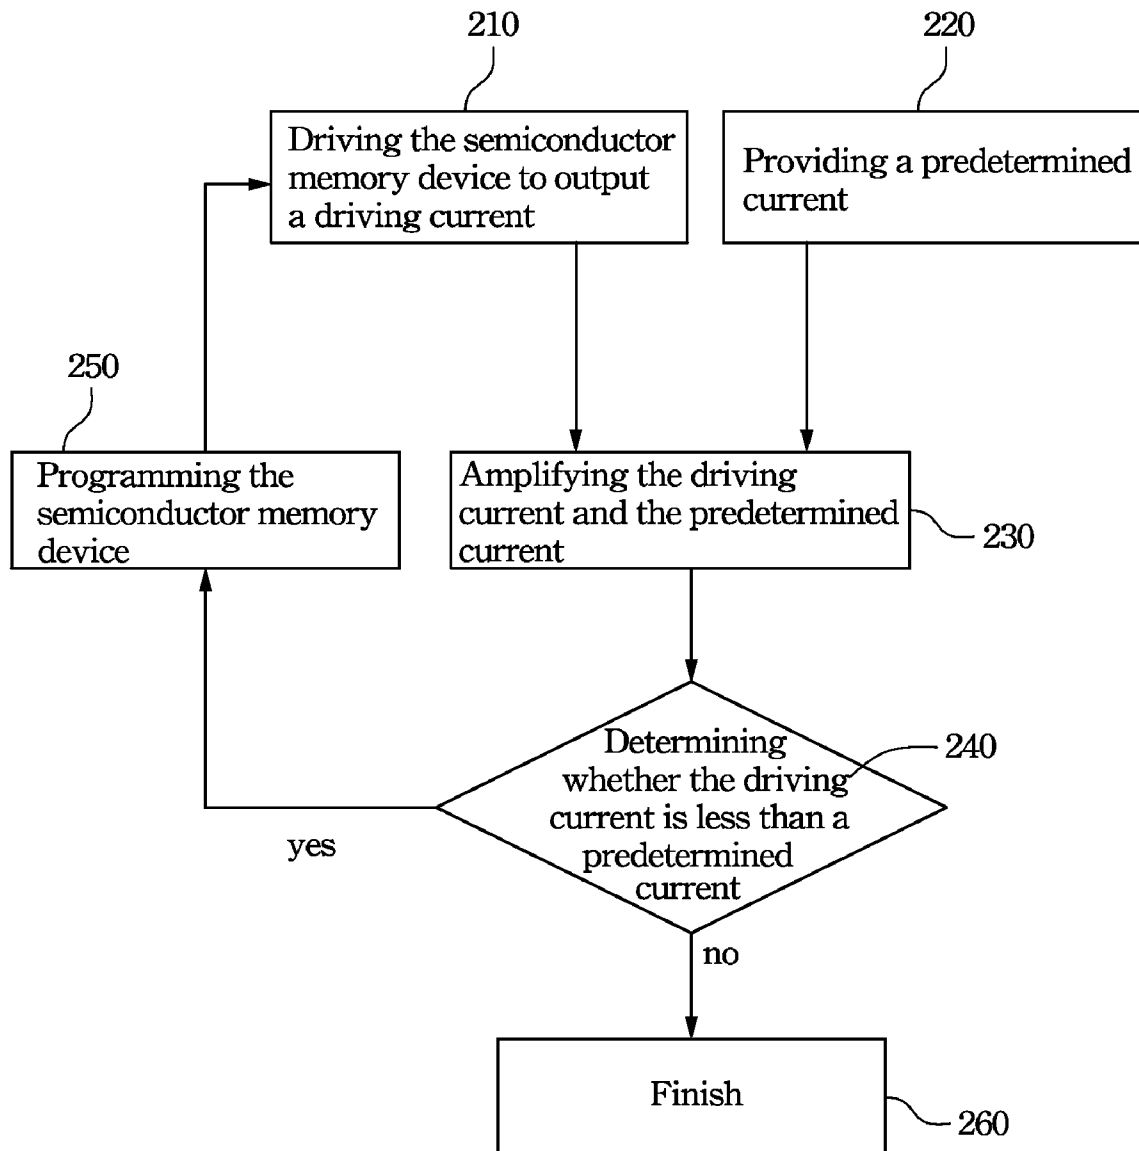 210
220
Driving the semiconductor
memory device to output
a driving current
Providing a predetermined
current
250
Programming the
semiconductor memory
device
Amplifying the driving
current and the predetermined
current
230
Determining
whether the driving
current is less than a
predetermined
current
240
yes
no
Finish
260